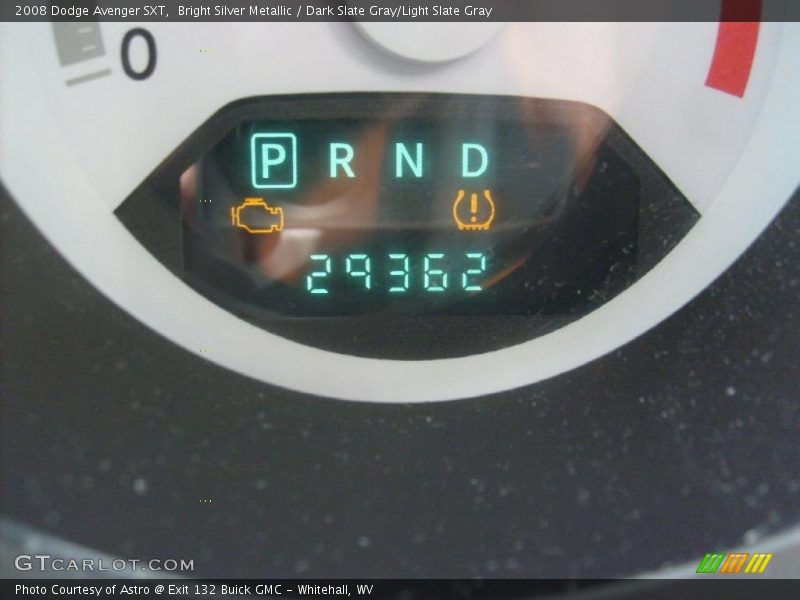 2008 Dodge Avenger SXT,  Bright Silver Metallic / Dark Slate Gray/Light Slate Gray
0
P R N D
29362
GTCARLOT.COM
Photo Courtesy of Astro @ Exit 132 Buick GMC - Whitehall, WV